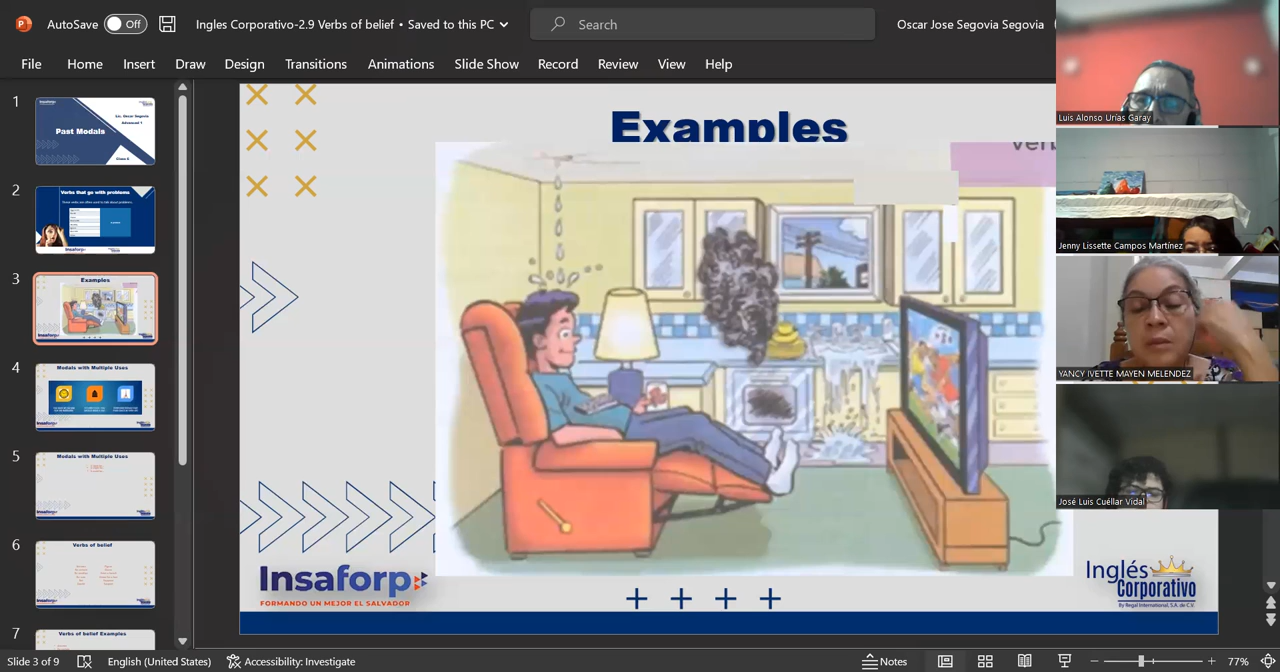 AutoSave Off Ingles Corporativo-2.9 Verbs of belief • Saved to this PC Search Oscar Jose Segovia Segovia
File Home Insert Draw Design Transitions Animations Slide Show Record Review View Help
1
Past Modals
2
Verbs that go with problems
3
Examples
4
Modals with Multiple Uses
5
Modals with Multiple Uses
6
Verbs of belief
7
Verbs of belief Examples
Examples
Insaforp
FORMANDO UN MEJOR EL SALVADOR
Inglés
Corporativo
By Regal International, S.A. de C.V.
Luis Alonso Urías Garay
Jenny Lissette Campos Martínez
YANCY IVETTE MAYEN MELENDEZ
José Luis Cuéllar Vidal
Slide 3 of 9 English (United States) Accessibility: Investigate Notes 77%